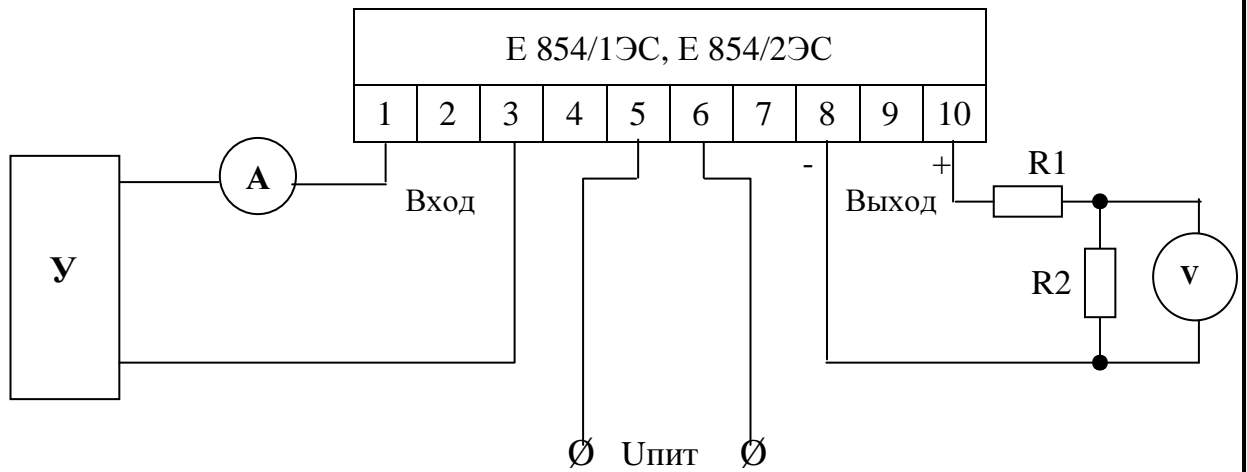 Е 854/1ЭС, Е 854/2ЭС
1 2 3 4 5 6 7 8 9 10
А
Вход
- Выход +
R1
У
R2
V
Ø Uпит Ø